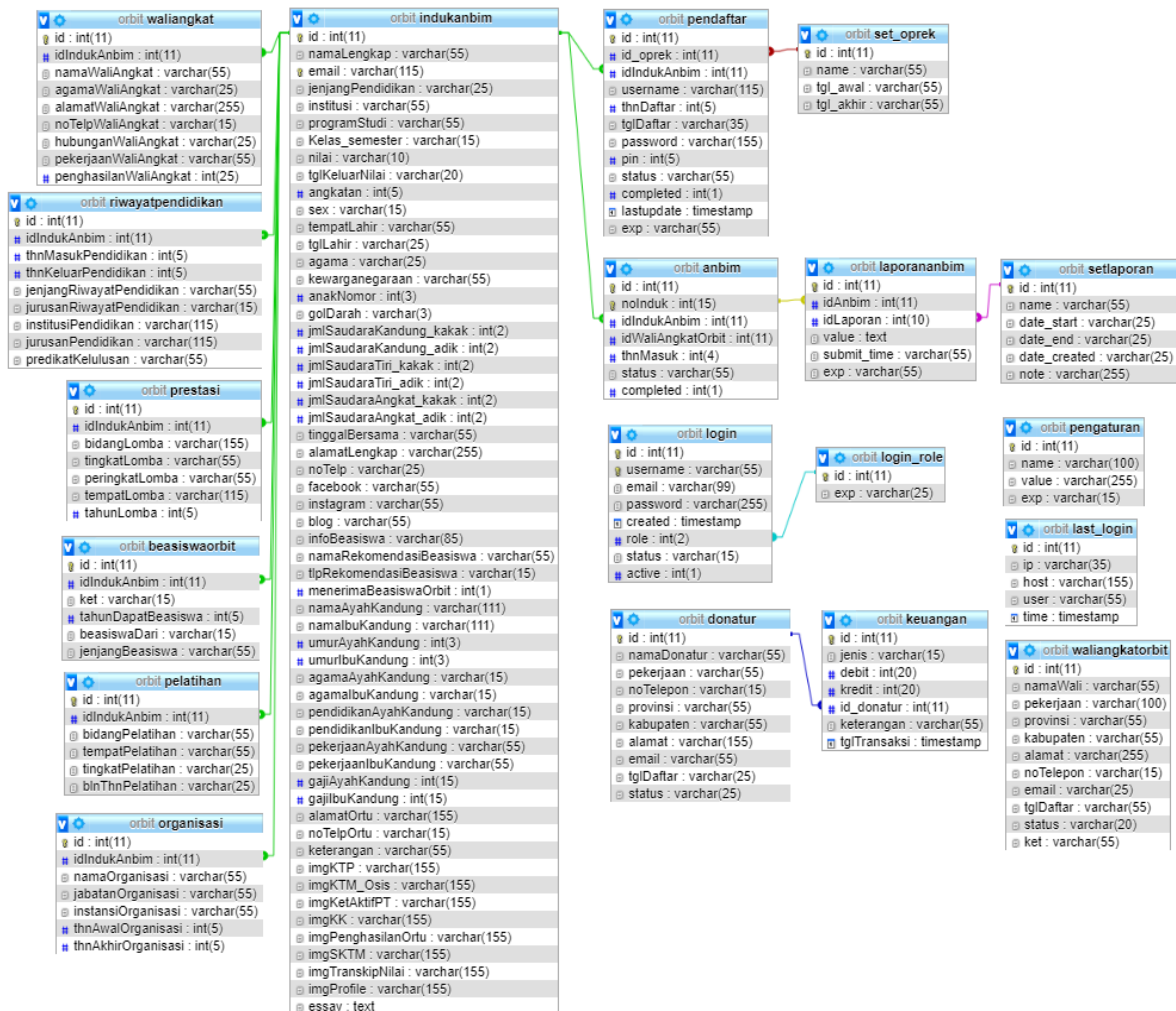 orbit waliangkat
id : int(11)
idIndukAnbim : int(11)
namaWaliAngkat : varchar(55)
agamaWaliAngkat : varchar(25)
alamatWaliAngkat : varchar(255)
noTelpWaliAngkat : varchar(15)
hubunganWaliAngkat : varchar(25)
pekerjaanWaliAngkat : varchar(55)
penghasilanWaliAngkat : int(25)
orbit riwayatpendidikan
id : int(11)
idIndukAnbim : int(11)
thnMasukPendidikan : int(5)
thnKeluarPendidikan : int(5)
jenjangRiwayatPendidikan : varchar(55)
jurusanRiwayatPendidikan : varchar(15)
institusiPendidikan : varchar(115)
jurusanPendidikan : varchar(115)
predikatKelulusan : varchar(55)
orbit prestasi
id : int(11)
idIndukAnbim : int(11)
bidangLomba : varchar(155)
tingkatLomba : varchar(55)
peringkatLomba : varchar(55)
tempatLomba : varchar(115)
tahunLomba : int(5)
orbit beasiswaorbit
id : int(11)
idIndukAnbim : int(11)
ket : varchar(15)
tahunDapatBeasiswa : int(5)
beasiswaDari : varchar(15)
jenjangBeasiswa : varchar(55)
orbit pelatihan
id : int(11)
idIndukAnbim : int(11)
bidangPelatihan : varchar(55)
tempatPelatihan : varchar(55)
tingkatPelatihan : varchar(25)
blnThnPelatihan : varchar(25)
orbit organisasi
id : int(11)
idIndukAnbim : int(11)
namaOrganisasi : varchar(55)
jabatanOrganisasi : varchar(55)
instansiOrganisasi : varchar(55)
thnAwalOrganisasi : int(5)
thnAkhirOrganisasi : int(5)
orbit indukanbim
id : int(11)
namaLengkap : varchar(55)
email : varchar(115)
jenjangPendidikan : varchar(25)
institusi : varchar(55)
programStudi : varchar(55)
Kelas_semester : varchar(15)
nilai : varchar(10)
tglKeluarNilai : varchar(20)
angkatan : int(5)
sex : varchar(15)
tempatLahir : varchar(55)
tglLahir : varchar(25)
agama : varchar(25)
kewarganegaraan : varchar(55)
anakNomor : int(3)
golDarah : varchar(3)
jmlSaudaraKandung_kakak : int(2)
jmlSaudaraKandung_adik : int(2)
jmlSaudaraTiri_kakak : int(2)
jmlSaudaraTiri_adik : int(2)
jmlSaudaraAngkat_kakak : int(2)
jmlSaudaraAngkat_adik : int(2)
tinggalBersama : varchar(55)
alamatLengkap : varchar(255)
noTelp : varchar(25)
facebook : varchar(55)
instagram : varchar(55)
blog : varchar(55)
infoBeasiswa : varchar(85)
namaRekomendasiBeasiswa : varchar(55)
tlpRekomendasiBeasiswa : varchar(15)
menerimaBeasiswaOrbit : int(1)
namaAyahKandung : varchar(111)
namaIbuKandung : varchar(111)
umurAyahKandung : int(3)
umurIbuKandung : int(3)
agamaAyahKandung : varchar(15)
agamaIbuKandung : varchar(15)
pendidikanAyahKandung : varchar(15)
pendidikanIbuKandung : varchar(15)
pekerjaanAyahKandung : varchar(55)
pekerjaanIbuKandung : varchar(55)
gajiAyahKandung : int(15)
gajiIbuKandung : int(15)
alamatOrtu : varchar(155)
noTelpOrtu : varchar(15)
keterangan : varchar(55)
imgKTP : varchar(155)
imgKTM_Osis : varchar(155)
imgKetAktifPT : varchar(155)
imgKK : varchar(155)
imgPenghasilanOrtu : varchar(155)
imgSKTM : varchar(155)
imgTranskipNilai : varchar(155)
imgProfile : varchar(155)
essay : text
orbit pendaftar
id : int(11)
id_oprek : int(11)
idIndukAnbim : int(11)
username : varchar(115)
thnDaftar : int(5)
tglDaftar : varchar(35)
password : varchar(155)
pin : int(5)
status : varchar(55)
completed : int(1)
lastupdate : timestamp
exp : varchar(55)
orbit set_oprek
id : int(11)
name : varchar(55)
tgl_awal : varchar(55)
tgl_akhir : varchar(55)
orbit anbim
id : int(11)
noInduk : int(15)
idIndukAnbim : int(11)
idWaliAngkatOrbit : int(11)
thnMasuk : int(4)
status : varchar(55)
completed : int(1)
orbit laporananbim
id : int(11)
idAnbim : int(11)
idLaporan : int(10)
value : text
submit_time : varchar(55)
exp : varchar(55)
orbit setlaporan
id : int(11)
name : varchar(55)
date_start : varchar(25)
date_end : varchar(25)
date_created : varchar(25)
note : varchar(255)
orbit login
id : int(11)
username : varchar(55)
email : varchar(99)
password : varchar(255)
created : timestamp
role : int(2)
status : varchar(15)
active : int(1)
orbit login_role
id : int(11)
exp : varchar(25)
orbit pengaturan
id : int(11)
name : varchar(100)
value : varchar(255)
exp : varchar(15)
orbit last_login
id : int(11)
ip : varchar(35)
host : varchar(155)
user : varchar(55)
time : timestamp
orbit donatur
id : int(11)
namaDonatur : varchar(55)
pekerjaan : varchar(55)
noTelepon : varchar(15)
provinsi : varchar(55)
kabupaten : varchar(55)
alamat : varchar(155)
email : varchar(55)
tglDaftar : varchar(25)
status : varchar(25)
orbit keuangan
id : int(11)
jenis : varchar(15)
debit : int(20)
kredit : int(20)
id_donatur : int(11)
keterangan : varchar(55)
tglTransaksi : timestamp
orbit waliangkatorbit
id : int(11)
namaWali : varchar(55)
pekerjaan : varchar(100)
provinsi : varchar(55)
kabupaten : varchar(55)
alamat : varchar(255)
noTelepon : varchar(15)
email : varchar(25)
tglDaftar : varchar(55)
status : varchar(20)
ket : varchar(55)